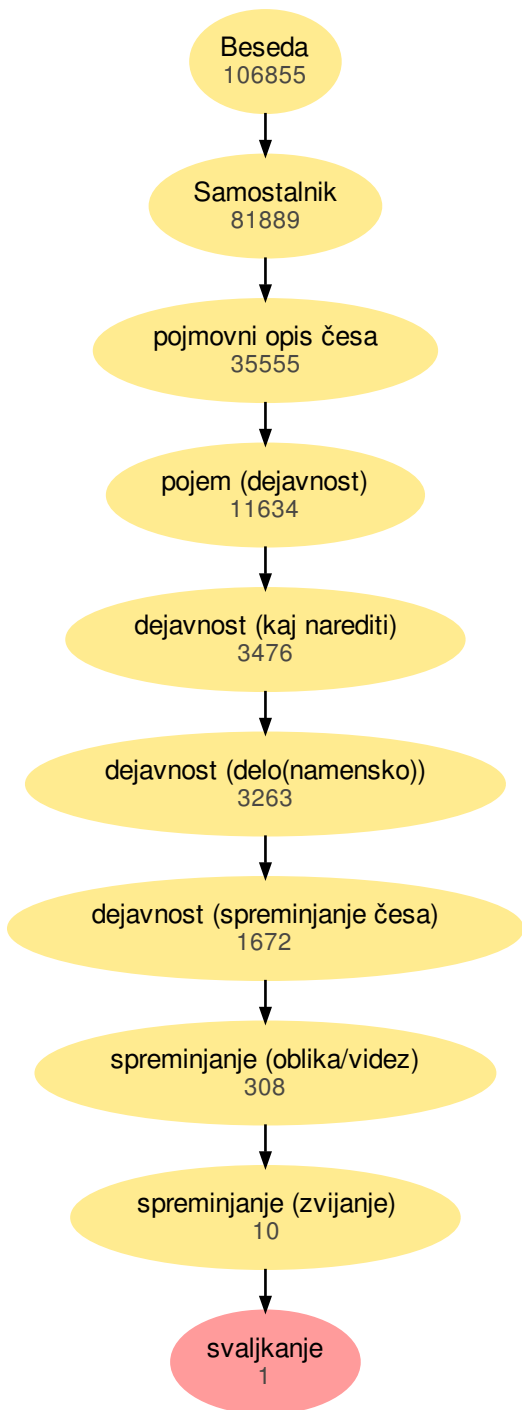 Beseda
106855
Samostalnik
81889
pojmovni opis česa
35555
pojem (dejavnost)
11634
dejavnost (kaj narediti)
3476
dejavnost (delo(namensko))
3263
dejavnost (spreminjanje česa)
1672
spreminjanje (oblika/videz)
308
spreminjanje (zvijanje)
10
svaljkanje
1